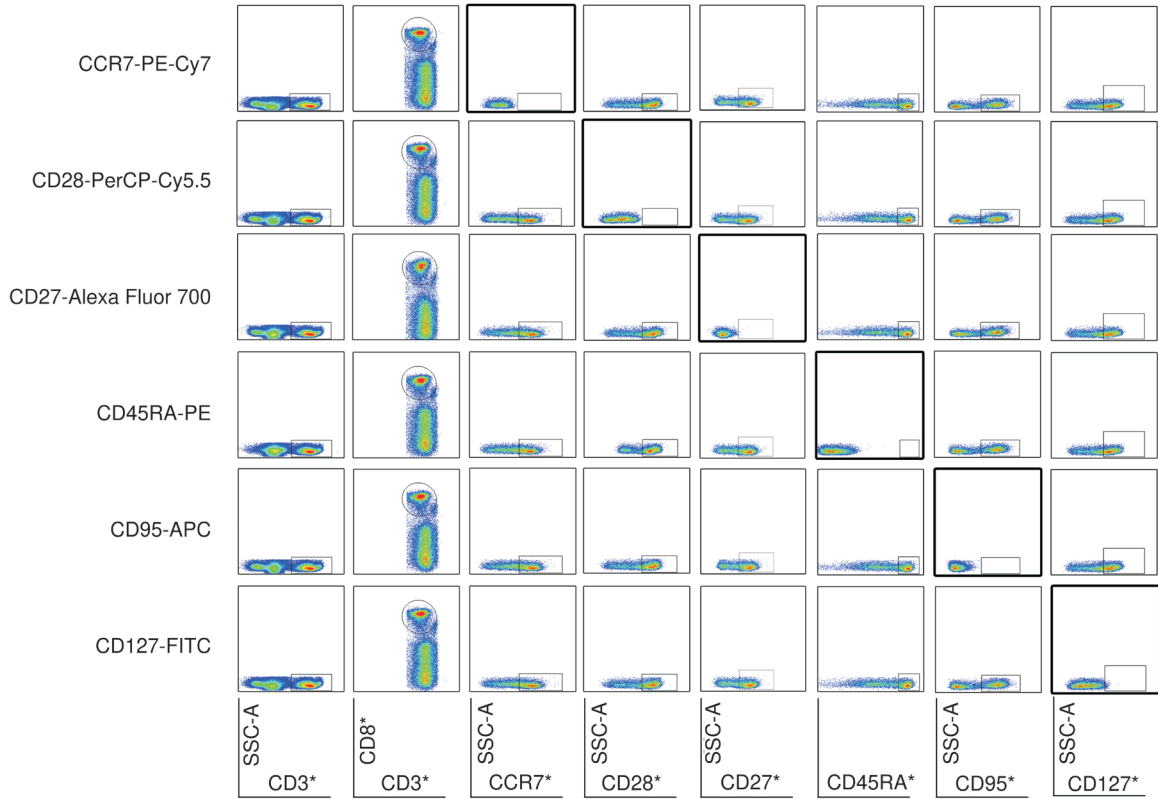 CCR7-PE-Cy7
CD28-PerCP-Cy5.5
CD27-Alexa Fluor 700
CD45RA-PE
CD95-APC
CD127-FITC
SSC-A
CD3*
CD8*
CD3*
SSC-A
CCR7*
SSC-A
CD28*
SSC-A
CD27*
CD45RA*
SSC-A
CD95*
SSC-A
CD127*